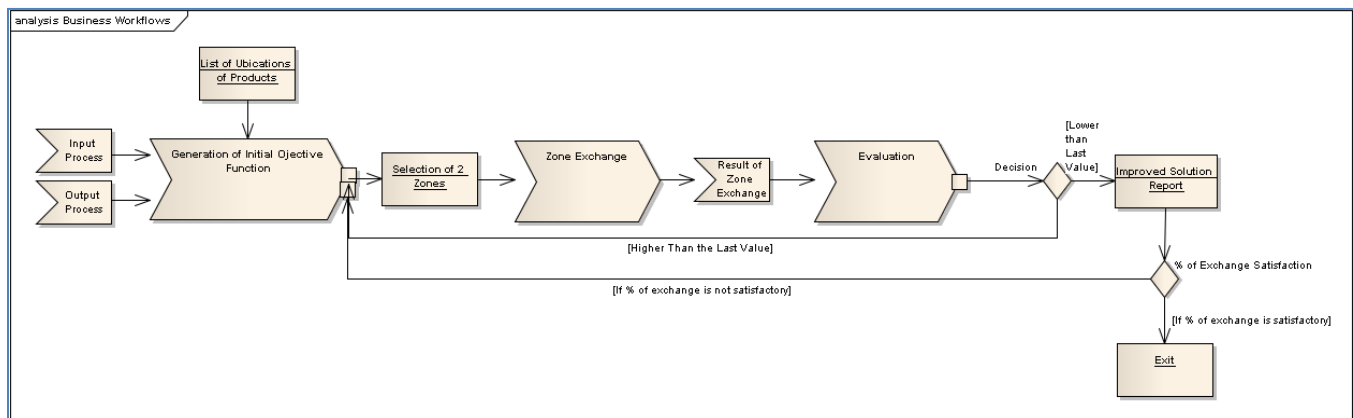 analysis Business Workflows
List of Ubications
of Products
Input
Process
Output
Process
Generation of Initial Ojective
Function
Selection of 2
Zones
Zone Exchange
Result of
Zone
Exchange
Evaluation
Decision
[Lower
than
Last
Value]
Improved Solution
Report
[Higher Than the Last Value]
% of Exchange Satisfaction
[If % of exchange is not satisfactory]
[If % of exchange is satisfactory]
Exit